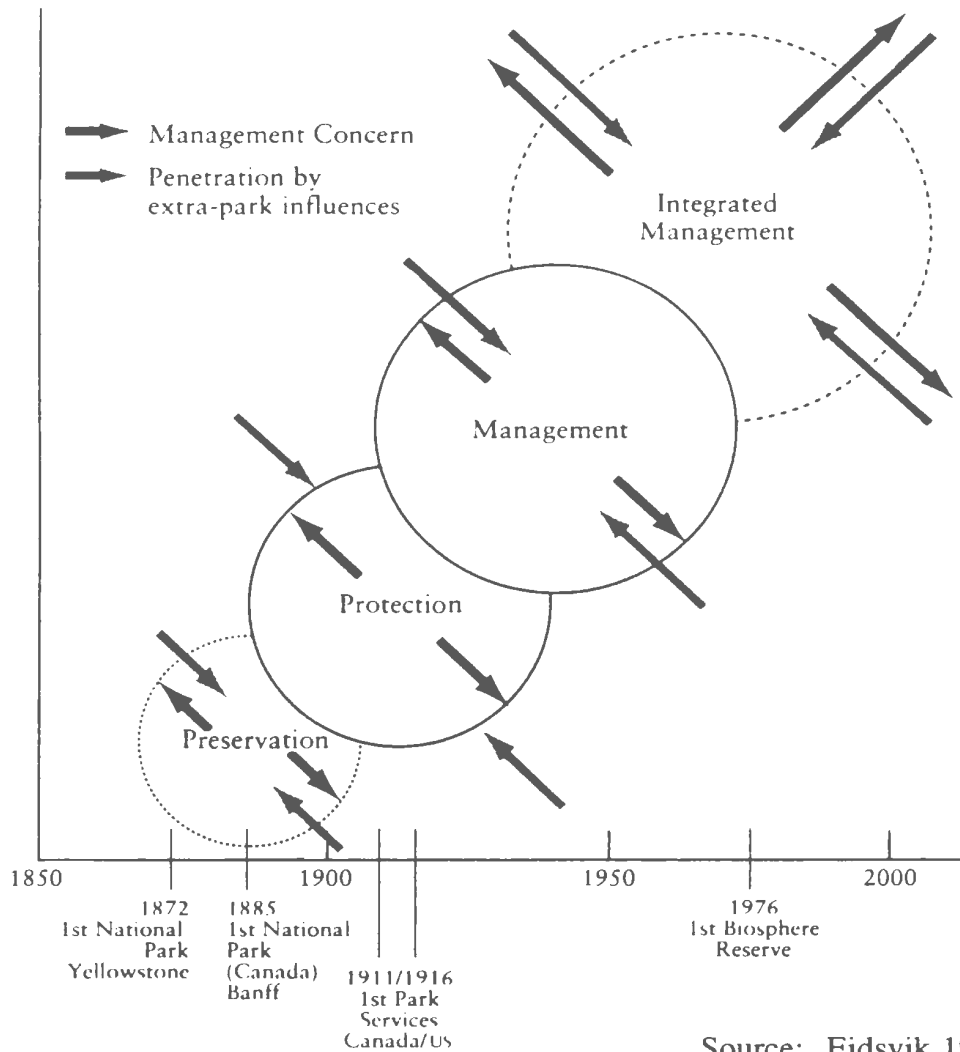 Management Concern
Penetration by
extra-park influences
Integrated
Management
Management
Protection
Preservation
1850
1900
1950
2000
1872
1st National
Park
Yellowstone
1885
1st National
Park
(Canada)
Banff
1911/1916
1st Park
Services
Canada/US
1976
1st Biosphere
Reserve
Source: Eidsvik